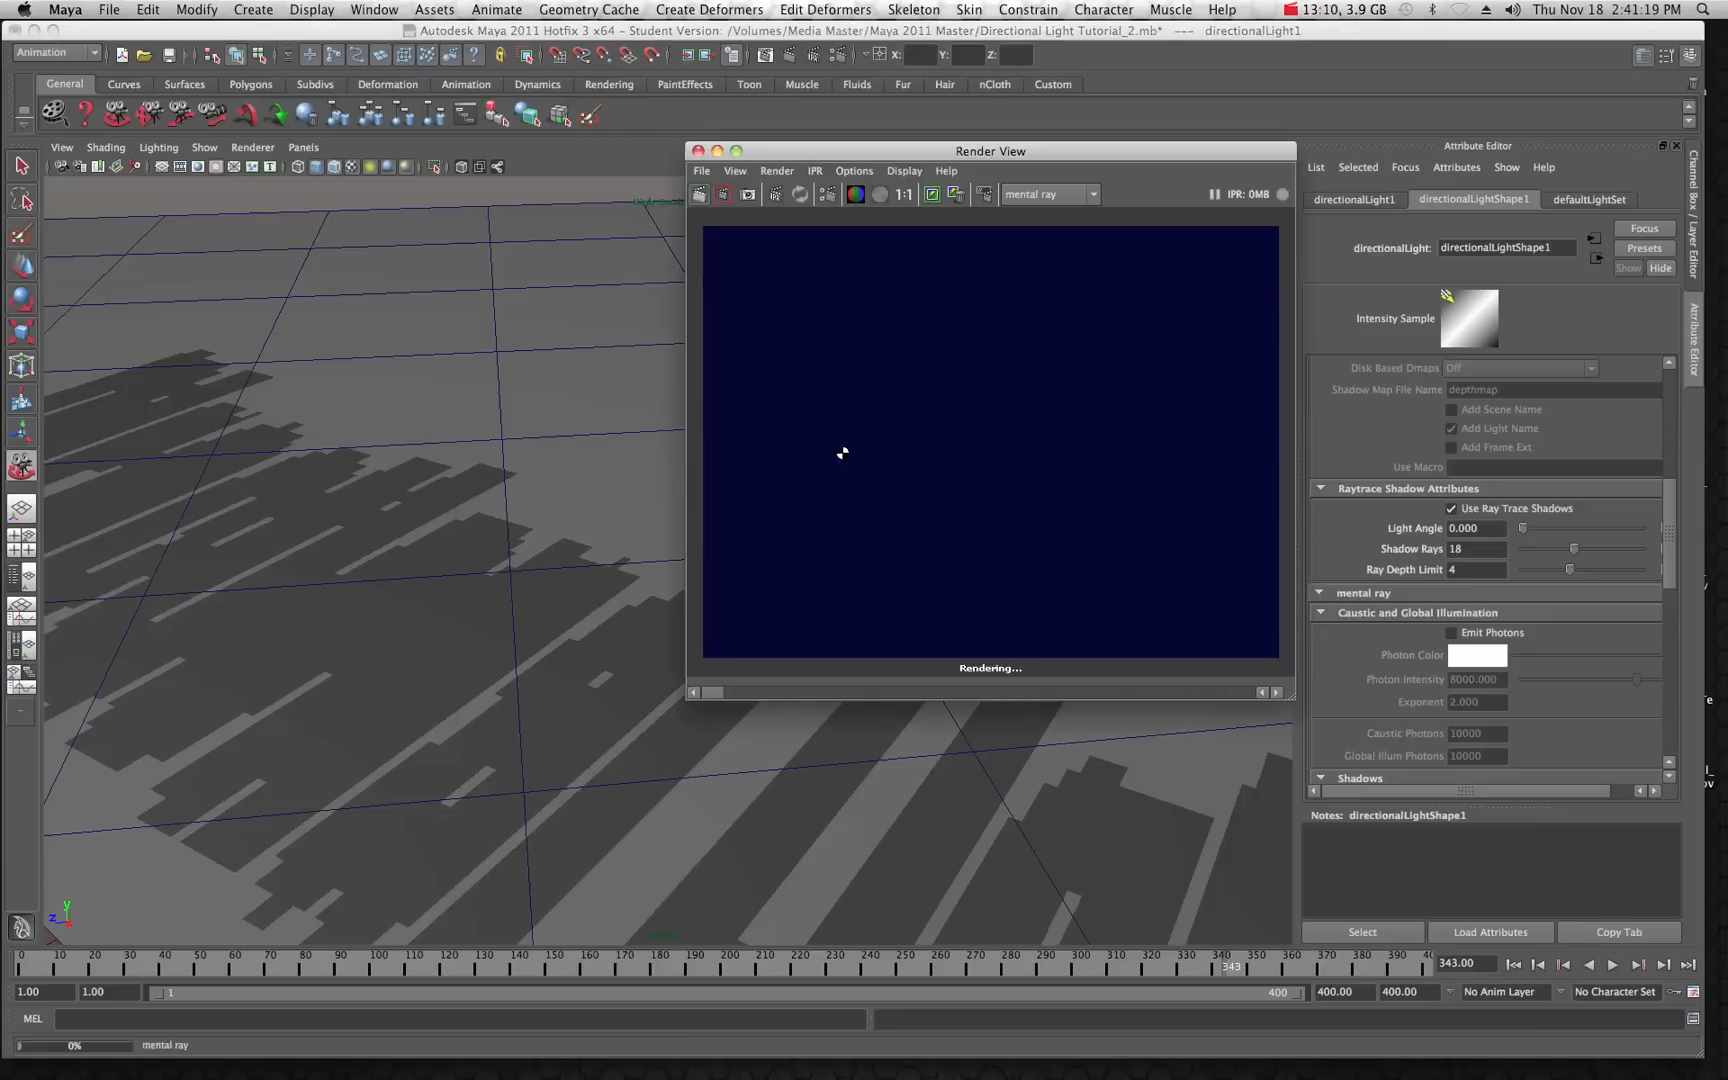 Maya File Edit Modify Create Display Window Assets Animate Geometry Cache Create Deformers Edit Deformers Skeleton Skin Constrain Character Muscle Help 13:10, 3.9 GB Thu Nov 18 2:41:19 PM
Autodesk Maya 2011 Hotfix 3 x64 - Student Version: /Volumes/Media Master/Maya 2011 Master/Directional Light Tutorial_2.mb* --- directionalLight1
Animation X: Y: Z:
General Curves Surfaces Polygons Subdivs Deformation Animation Rendering Dynamics PaintEffects Toon Muscle Fluids Fur Hair nCloth Custom
View Shading Lighting Show Renderer Panels
Render View
File View Render IPR Options Display Help
1:1 mental ray IPR: 0MB
Rendering...
Attribute Editor
List Selected Focus Attributes Show Help
directionalLight1 directionalLightShape1 defaultLightSet
Focus
directionalLight: directionalLightShape1
Presets
Show Hide
Intensity Sample
Disk Based Dmaps Off
Shadow Map File Name depthmap
Add Scene Name
Add Light Name
Add Frame Ext
Use Macro
Raytrace Shadow Attributes
Use Ray Trace Shadows
Light Angle 0.000
Shadow Rays 18
Ray Depth Limit 4
mental ray
Caustic and Global Illumination
Emit Photons
Photon Color
Photon Intensity 8000.000
Exponent 2.000
Caustic Photons 10000
Global Illum Photons 10000
Shadows
Notes: directionalLightShape1
Select Load Attributes Copy Tab
Channel Box / Layer Editor
Attribute Editor
y
z
0 10 20 30 40 50 60 70 80 90 100 110 120 130 140 150 160 170 180 190 200 210 220 230 240 250 260 270 280 290 300 310 320 330 340 350 360 370 380 390 40
343
343.00
1.00 1.00 1 400 400.00 400.00 No Anim Layer No Character Set
MEL
0% mental ray